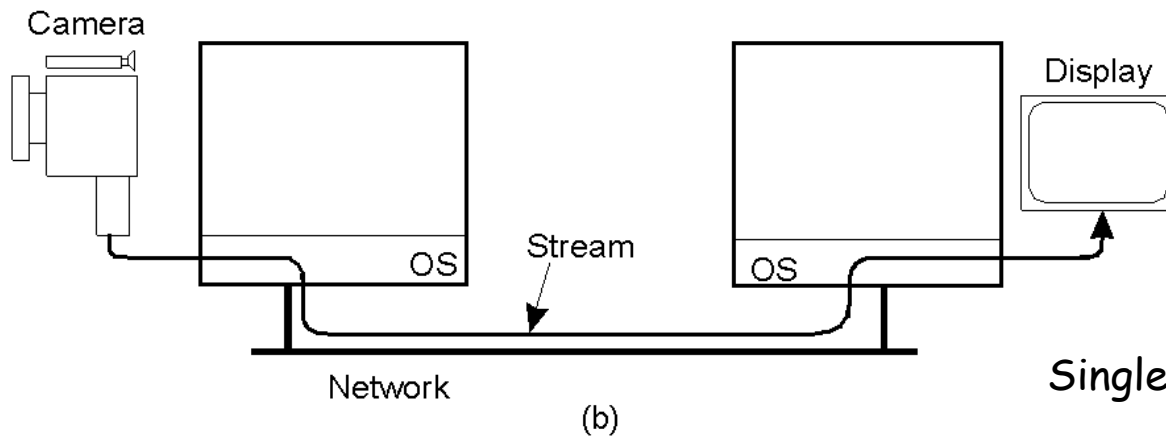 Camera
Display
OS
Stream
OS
Network
Single
(b)